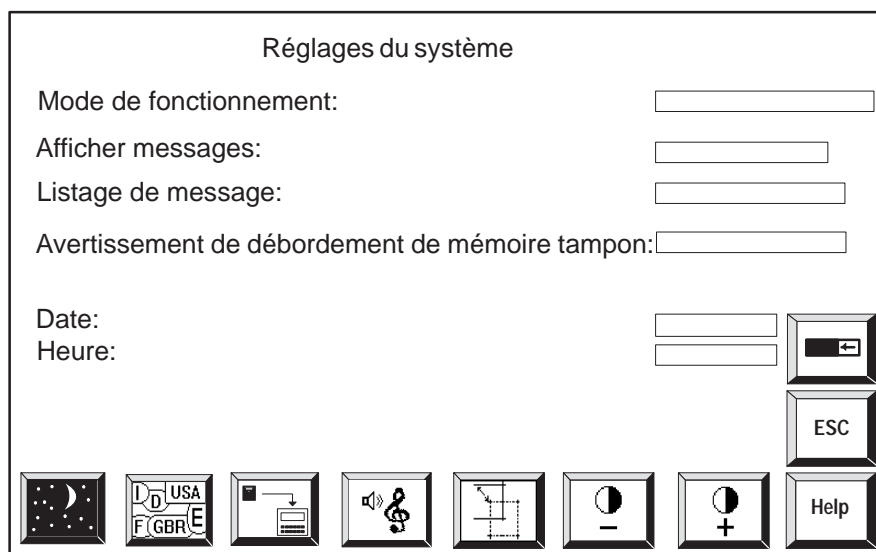 Réglages du système
Mode de fonctionnement:
Afficher messages:
Listage de message:
Avertissement de débordement de mémoire tampon:
Date:
Heure:
ESC
I D USA
F GBR E
Help